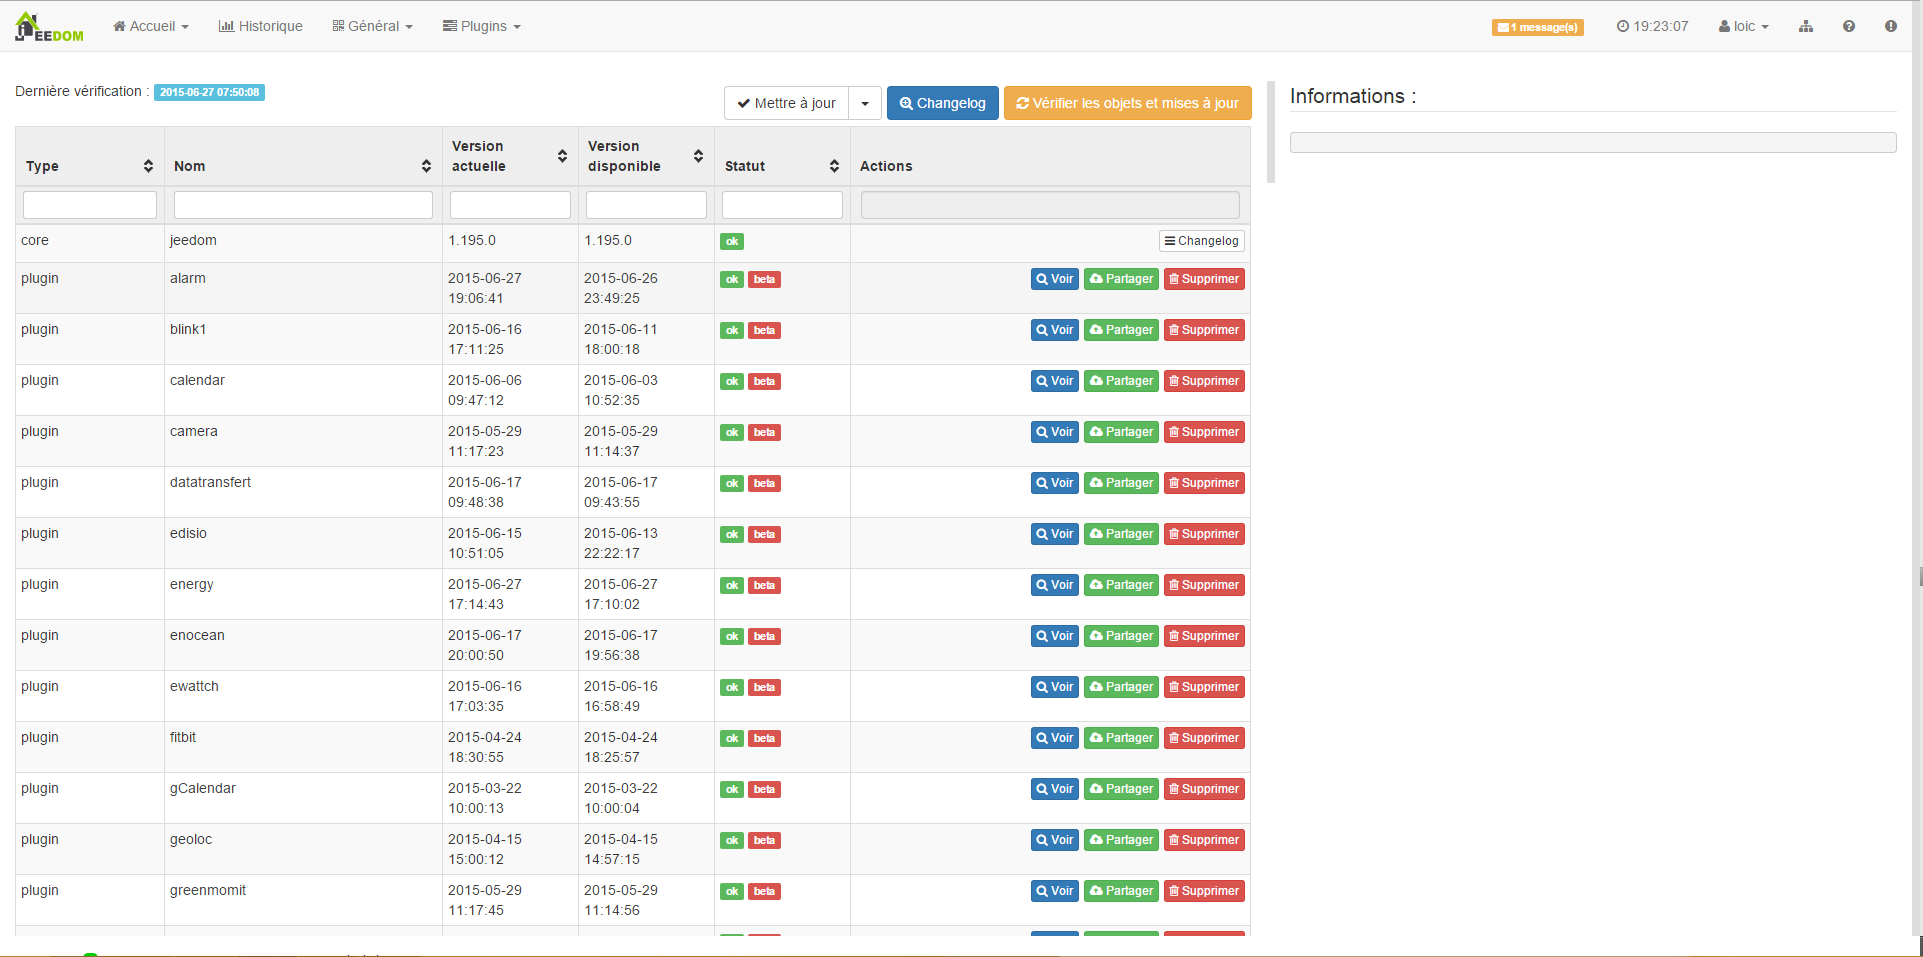 JEEDOM Accueil Historique Général Plugins 1 message(s) 19:23:07 loic
Dernière vérification : 2015-06-27 07:50:08 Mettre à jour Changelog Vérifier les objets et mises à jour Informations :
Type Nom Version actuelle Version disponible Statut Actions
core jeedom 1.195.0 1.195.0 ok Changelog
plugin alarm 2015-06-27 19:06:41 2015-06-26 23:49:25 ok beta Voir Partager Supprimer
plugin blink1 2015-06-16 17:11:25 2015-06-11 18:00:18 ok beta Voir Partager Supprimer
plugin calendar 2015-06-06 09:47:12 2015-06-03 10:52:35 ok beta Voir Partager Supprimer
plugin camera 2015-05-29 11:17:23 2015-05-29 11:14:37 ok beta Voir Partager Supprimer
plugin datatransfert 2015-06-17 09:48:38 2015-06-17 09:43:55 ok beta Voir Partager Supprimer
plugin edisio 2015-06-15 10:51:05 2015-06-13 22:22:17 ok beta Voir Partager Supprimer
plugin energy 2015-06-27 17:14:43 2015-06-27 17:10:02 ok beta Voir Partager Supprimer
plugin enocean 2015-06-17 20:00:50 2015-06-17 19:56:38 ok beta Voir Partager Supprimer
plugin ewattch 2015-06-16 17:03:35 2015-06-16 16:58:49 ok beta Voir Partager Supprimer
plugin fitbit 2015-04-24 18:30:55 2015-04-24 18:25:57 ok beta Voir Partager Supprimer
plugin gCalendar 2015-03-22 10:00:13 2015-03-22 10:00:04 ok beta Voir Partager Supprimer
plugin geoloc 2015-04-15 15:00:12 2015-04-15 14:57:15 ok beta Voir Partager Supprimer
plugin greenmomit 2015-05-29 11:17:45 2015-05-29 11:14:56 ok beta Voir Partager Supprimer